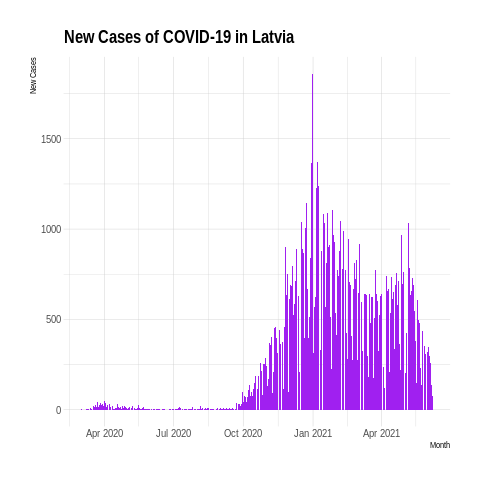 New Cases of COVID-19 in Latvia
New Cases
1500
1000
500
0
Apr 2020 Jul 2020 Oct 2020 Jan 2021 Apr 2021
Month